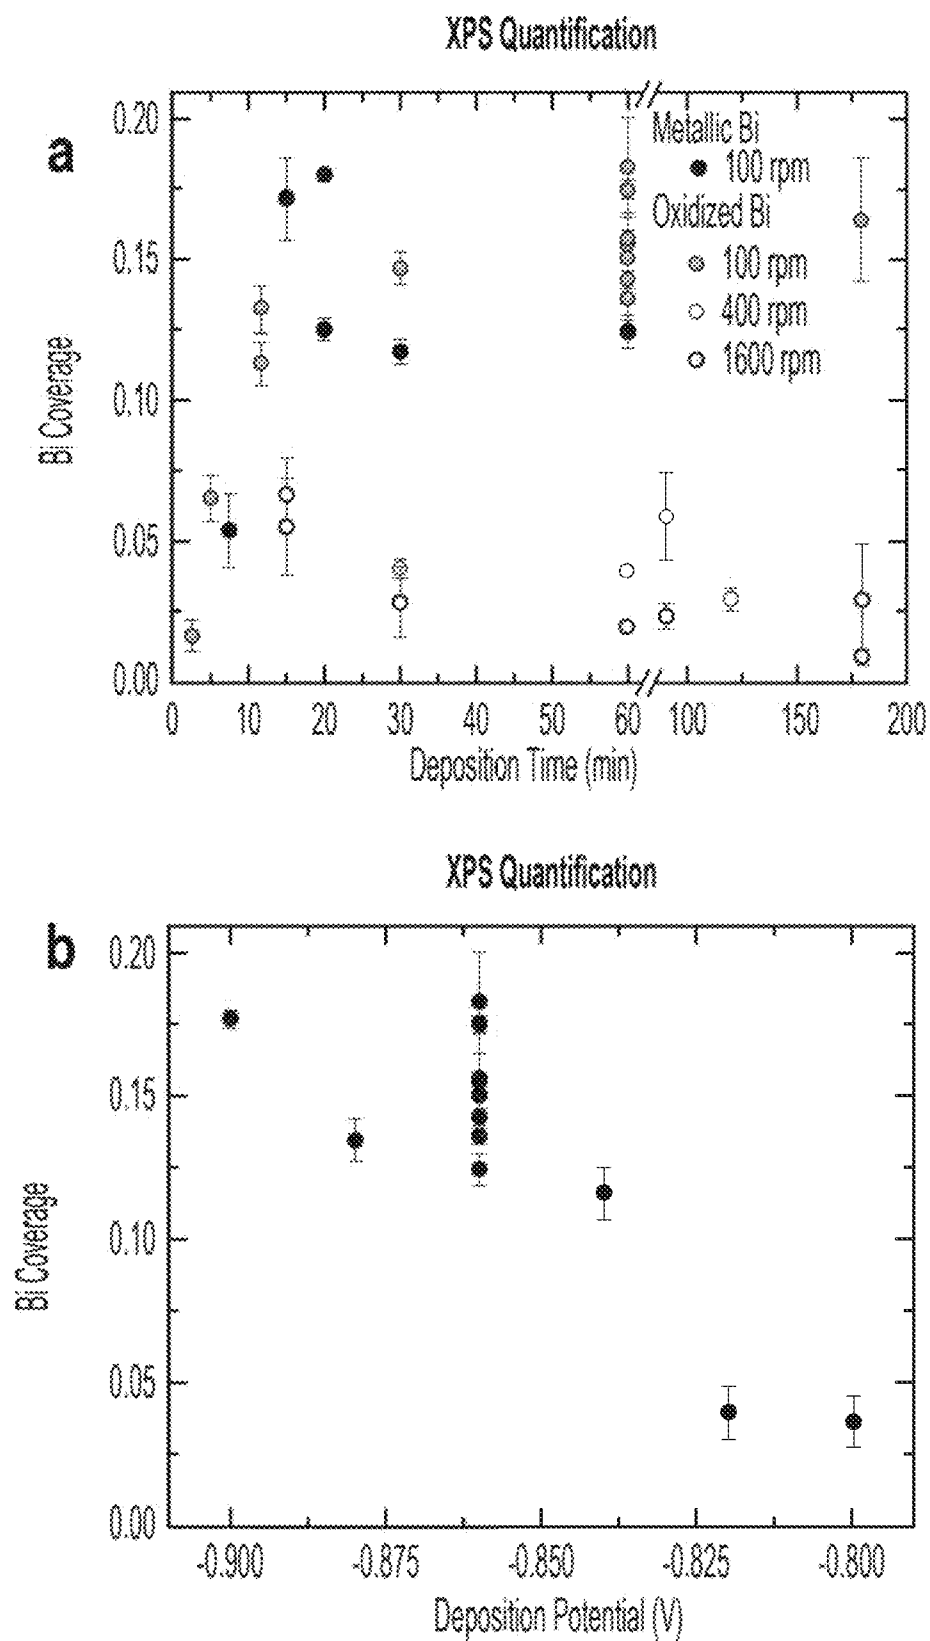 XPS Quantification
a
0.20
0.15
0.10
0.05
0.00
Bi Coverage
Metallic Bi
100 rpm
Oxidized Bi
100 rpm
400 rpm
1600 rpm
0 10 20 30 40 50 60 100 150 200
Deposition Time (min)
XPS Quantification
b
0.20
0.15
0.10
0.05
0.00
Bi Coverage
-0.900 -0.875 -0.850 -0.825 -0.800
Deposition Potential (V)